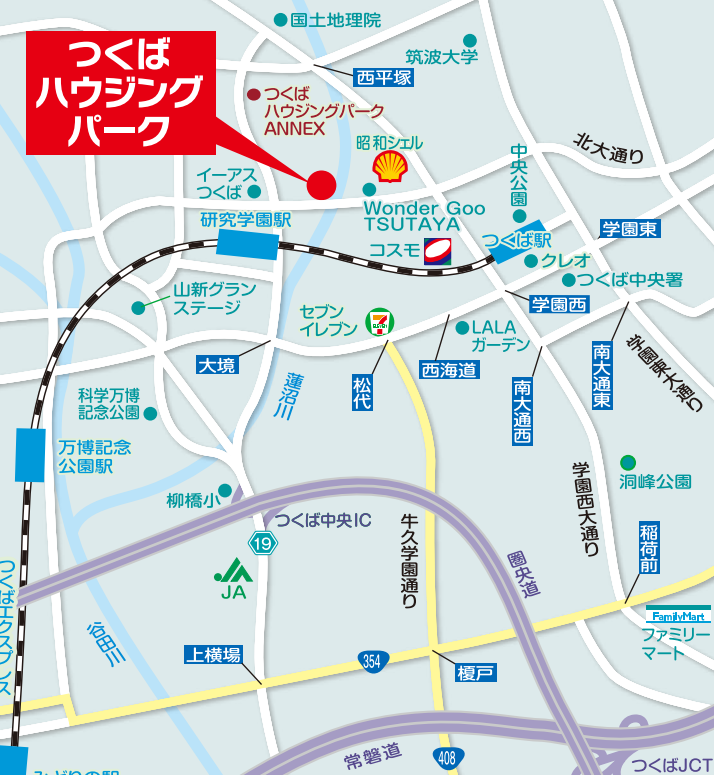 国土地理院
筑波大学
西平塚
つくば
ハウジング
パーク
つくば
ハウジングパーク
ANNEX
昭和シェル
北大通り
中央公園
イーアス
つくば
Wonder Goo
TSUTAYA
研究学園駅
コスモ
つくば駅
学園東
クレオ
つくば中央署
山新グラン
ステージ
学園西
セブン
イレブン
7
ELEVEN
LALA
ガーデン
大境
西海道
松代
南大通西
南大通東
学園東大通り
蓮沼川
科学万博
記念公園
万博記念
公園駅
洞峰公園
学園西大通り
柳橋小
つくば中央IC
19
牛久学園通り
稲荷前
圏央道
JA
つくばエクスプレス
谷田川
FamilyMart
ファミリー
マート
上横場
354
榎戸
常磐道
408
つくばJCT
みどりの駅